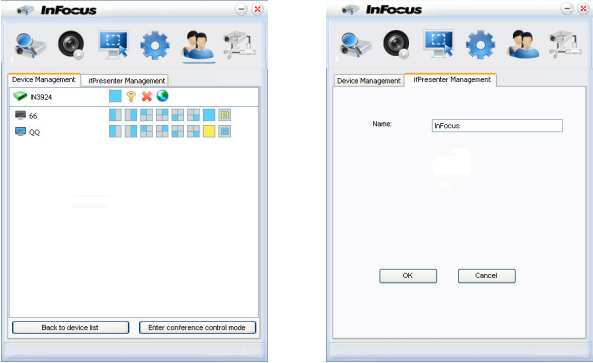 InFocus
Device Management
ifPresenter Management
IN3924
66
QQ
Back to device list
Enter conference control mode
InFocus
Device Management
ifPresenter Management
Name:
InFocus
OK
Cancel